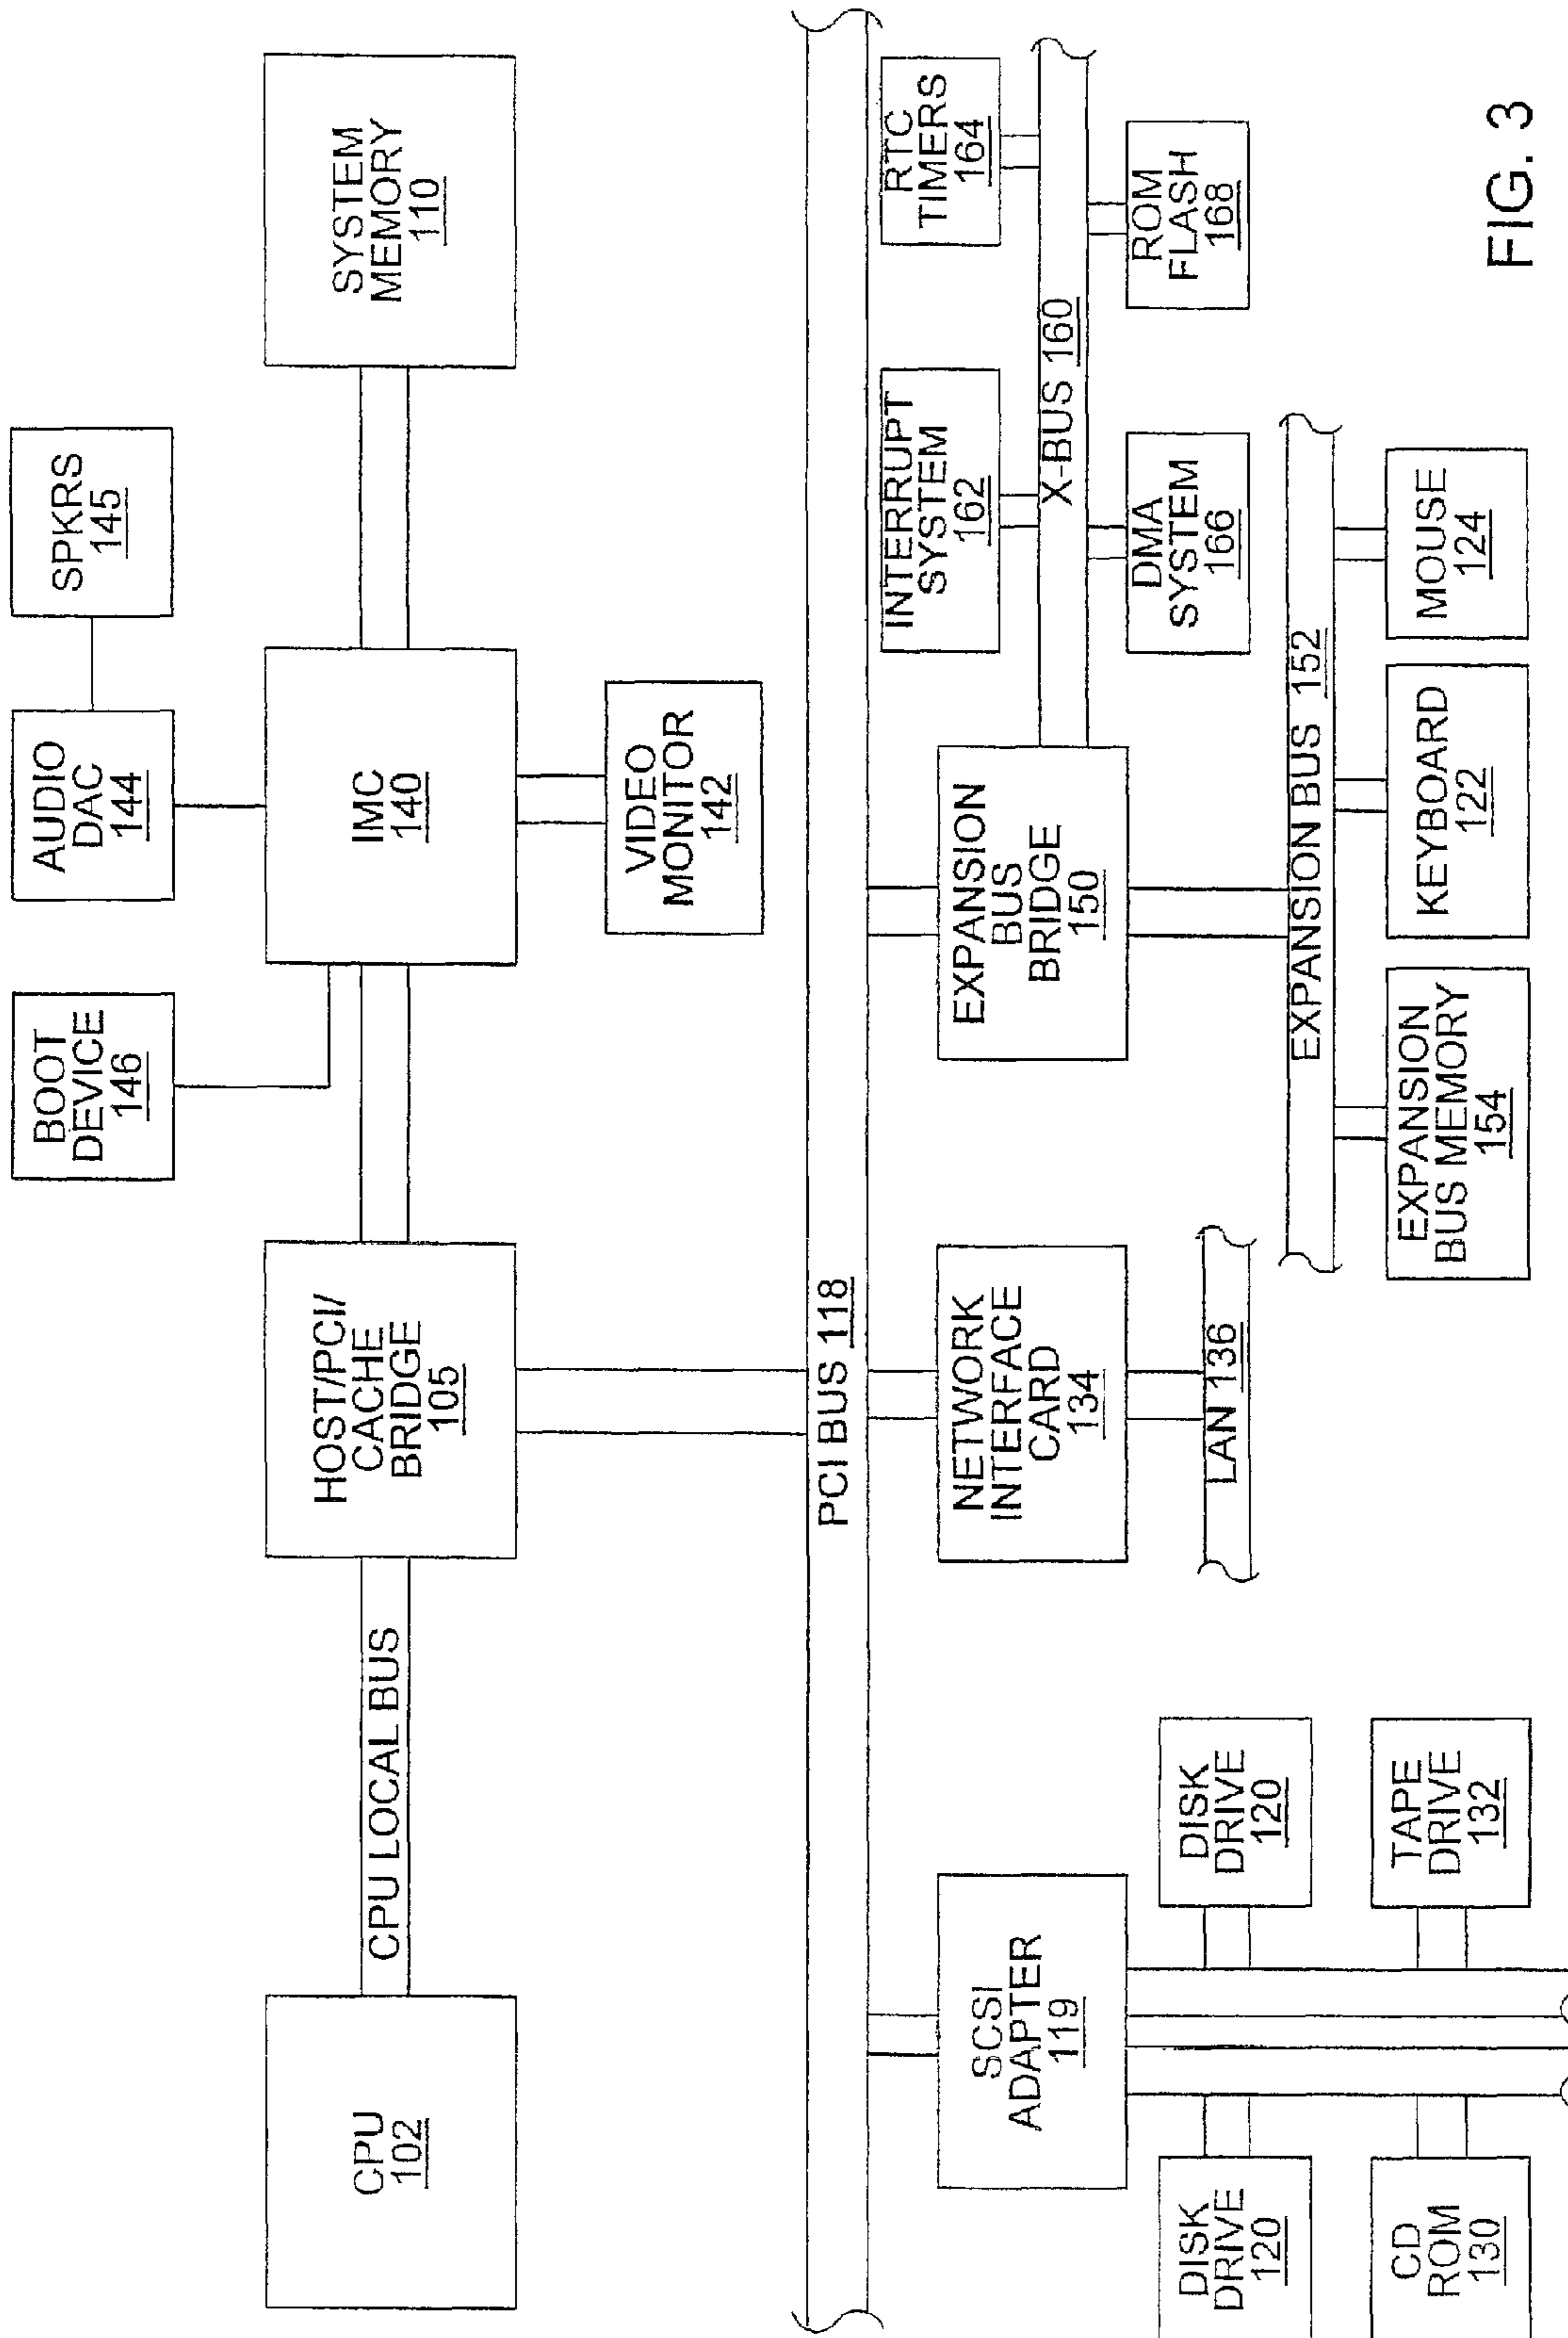 BOOT
DEVICE
146
AUDIO
DAC
144
SPKRS
145
CPU
102
CPU LOCAL BUS
HOST/PCI/
CACHE
BRIDGE
105
IMC
140
SYSTEM
MEMORY
110
VIDEO
MONITOR
142
PCI BUS 118
SCSI
ADAPTER
119
NETWORK
INTERFACE
CARD
134
EXPANSION
BUS
BRIDGE
150
INTERRUPT
SYSTEM
162
RTC
TIMERS
164
X-BUS 160
DMA
SYSTEM
166
ROM
FLASH
168
LAN 136
EXPANSION BUS 152
DISK
DRIVE
120
DISK
DRIVE
120
CD
ROM
130
TAPE
DRIVE
132
EXPANSION
BUS MEMORY
154
KEYBOARD
122
MOUSE
124
FIG. 3